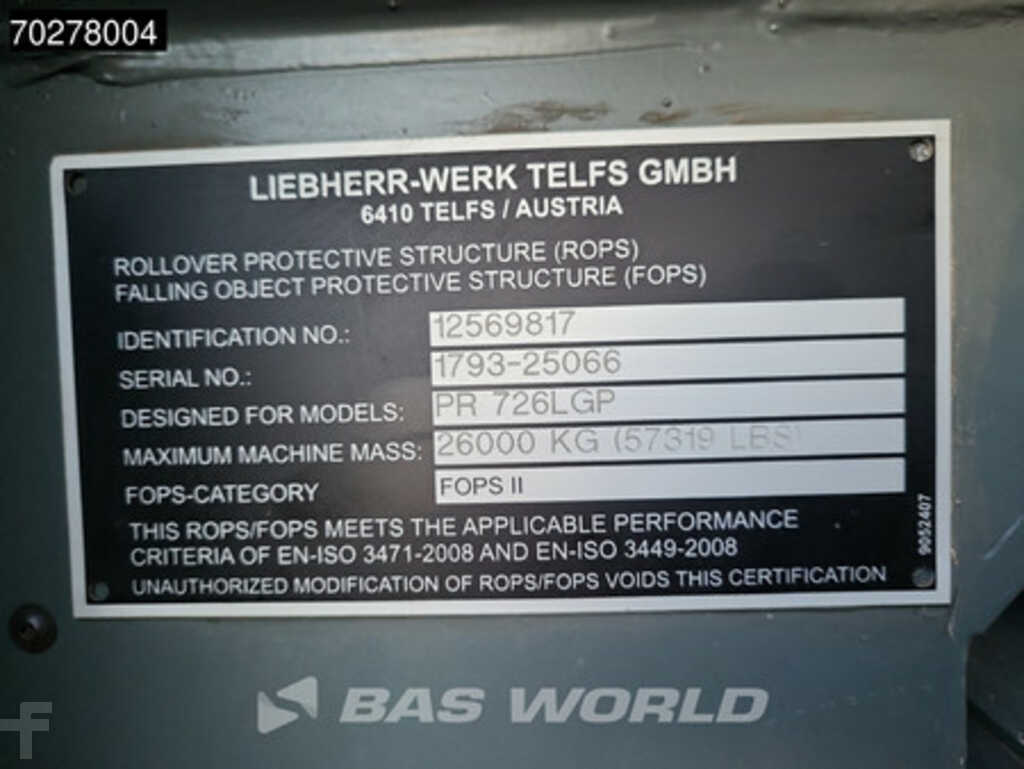 70278004
LIEBHERR-WERK TELFS GMBH
6410 TELFS / AUSTRIA
ROLLOVER PROTECTIVE STRUCTURE (ROPS)
FALLING OBJECT PROTECTIVE STRUCTURE (FOPS)
IDENTIFICATION NO.: 12569817
SERIAL NO.: 1793-25066
DESIGNED FOR MODELS: PR 726LGP
MAXIMUM MACHINE MASS: 26000 KG (57319 LBS)
FOPS-CATEGORY FOPS II
THIS ROPS/FOPS MEETS THE APPLICABLE PERFORMANCE
CRITERIA OF EN-ISO 3471-2008 AND EN-ISO 3449-2008
UNAUTHORIZED MODIFICATION OF ROPS/FOPS VOIDS THIS CERTIFICATION
9052407
BAS WORLD